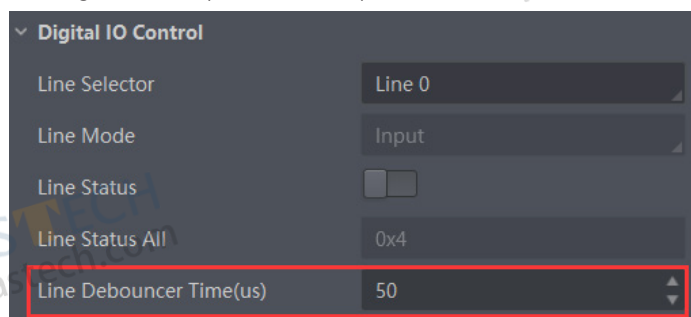 Digital IO Control
Line Selector Line 0
Line Mode Input
Line Status
Line Status All 0x4
Line Debouncer Time(us) 50